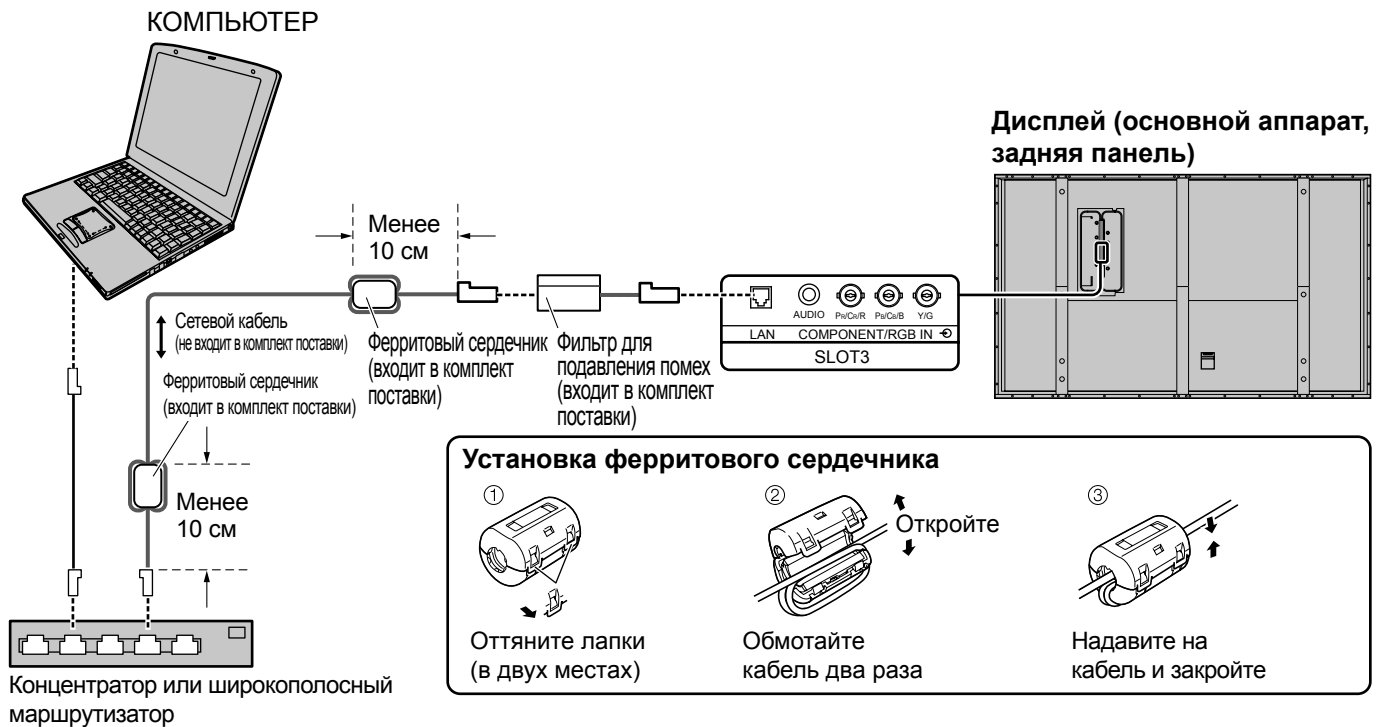 КОМПЬЮТЕР
Дисплей (основной аппарат,
задняя панель)
Менее
10 см
AUDIO PR/CR/R PB/CB/B Y/G
LAN COMPONENT/RGB IN
SLOT3
Сетевой кабель
(не входит в комплект поставки)
Ферритовый сердечник
(входит в комплект
поставки)
Фильтр для
подавления помех
(входит в комплект
поставки)
Ферритовый сердечник
(входит в комплект поставки)
Менее
10 см
Концентратор или широкополосный
маршрутизатор
Установка ферритового сердечника
①
Оттяните лапки
(в двух местах)
②
Откройте
Обмотайте
кабель два раза
③
Надавите на
кабель и закройте